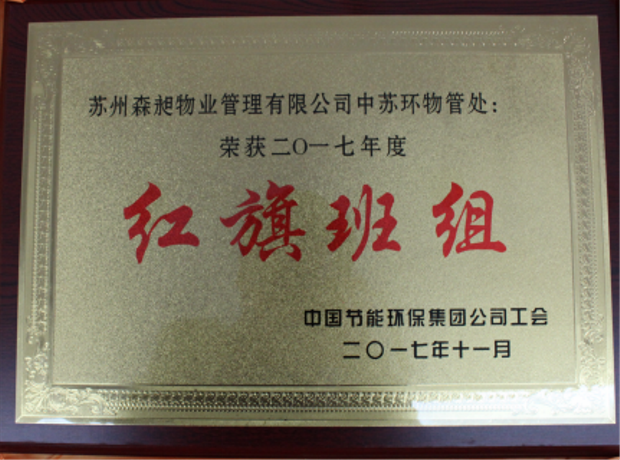 苏州森昶物业管理有限公司中苏环物管处：
荣获二〇一七年度
红旗班组
中国节能环保集团公司工会
二〇一七年十一月